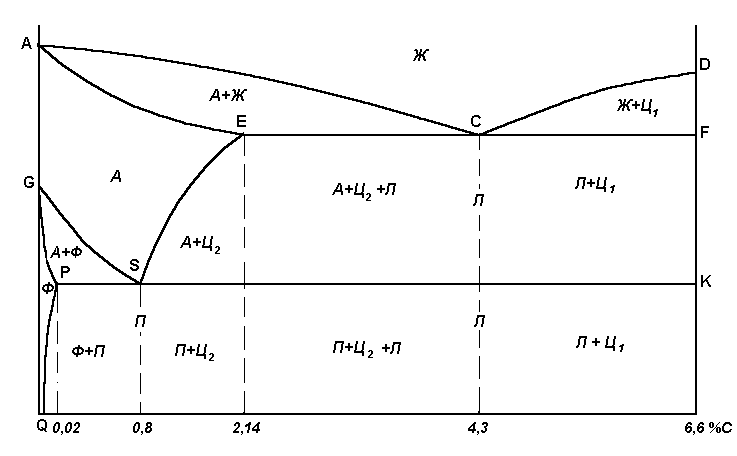 A
Ж
D
А+Ж
Ж+Ц1
E
C
F
А
G
А+Ц2 +Л
Л
Л+Ц1
А+Ф
А+Ц2
P
S
K
Ф
П
Л
Ф+П
П+Ц2
П+Ц2 +Л
Л + Ц1
Q 0,02 0,8 2,14 4,3 6,6 %C